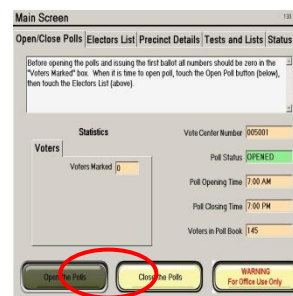 Main Screen 130
Open/Close Polls Electors List Precinct Details Tests and Lists Status
Before opening the polls and issuing the first ballot all numbers should be zero in the
"Voters Marked" box. When it is time to open poll, touch the Open Poll button (below),
then touch the Electors List (above).
Statistics
Voters
Voters Marked 0
Vote Center Number 005001
Poll Status OPENED
Poll Opening Time 7:00 AM
Poll Closing Time 7:00 PM
Voters in Poll Book 145
Open the Polls
Close the Polls
WARNING
For Office Use Only